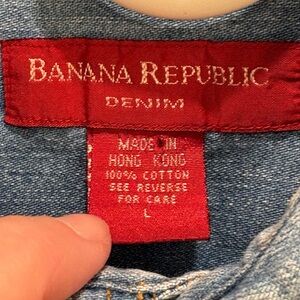 BANANA REPUBLIC
DENIM
MADE IN
HONG KONG
100% COTTON
SEE REVERSE
FOR CARE
L